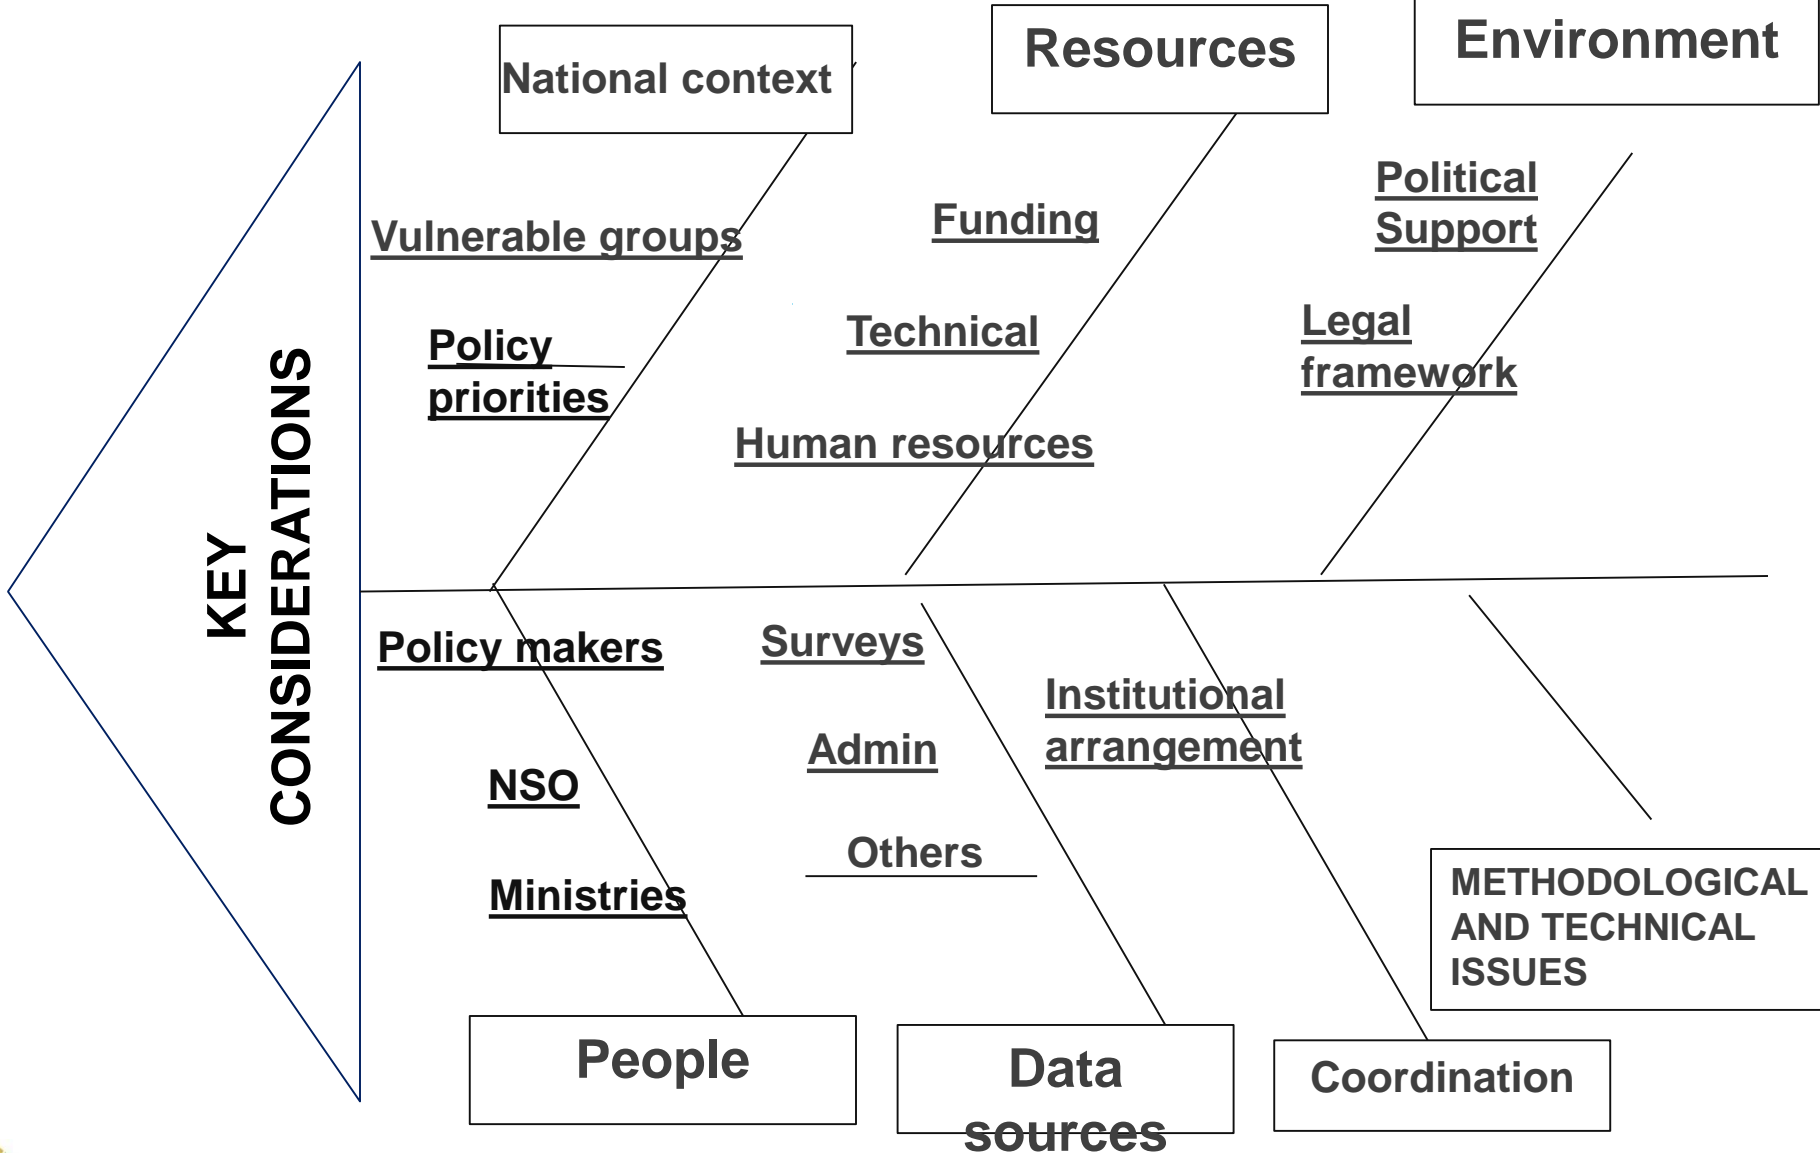 National context
Resources
Environment
Vulnerable groups
Policy
priorities
Funding
Technical
Human resources
Political
Support
Legal
framework
KEY
CONSIDERATIONS
Policy makers
NSO
Ministries
Surveys
Admin
Others
Institutional
arrangement
METHODOLOGICAL
AND TECHNICAL
ISSUES
People
Data
sources
Coordination